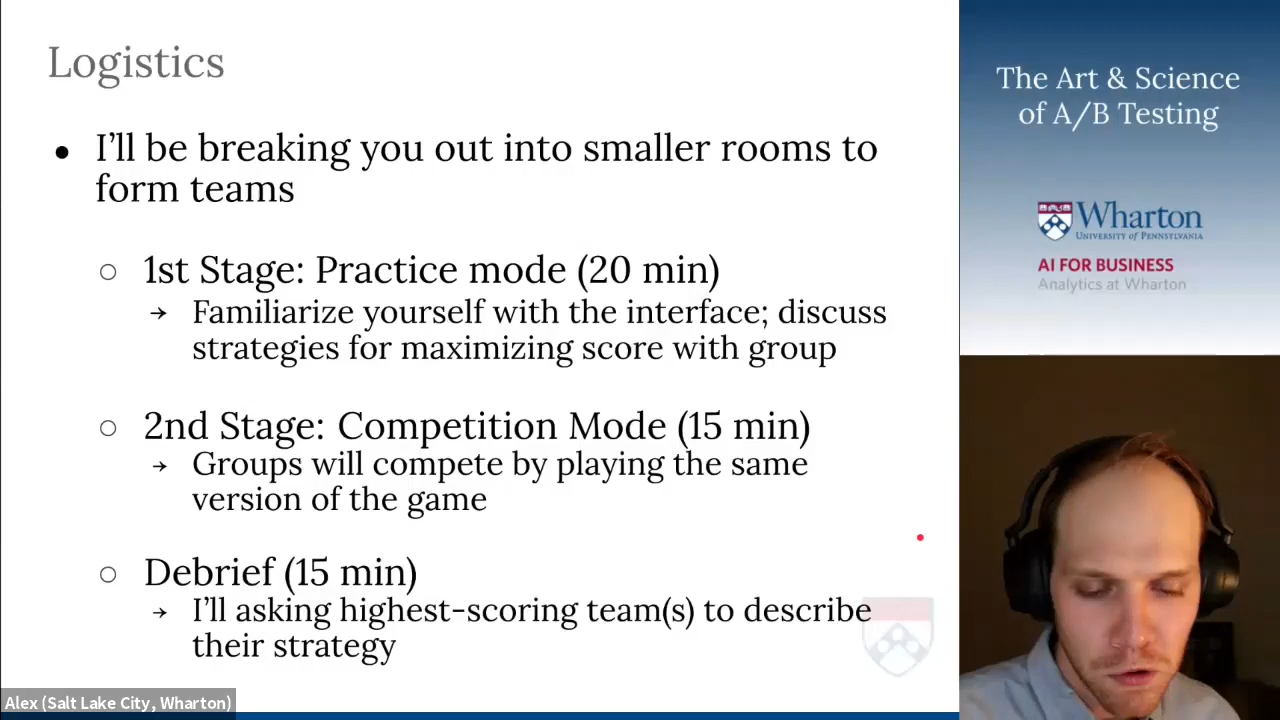 Logistics
● I’ll be breaking you out into smaller rooms to
form teams
○ 1st Stage: Practice mode (20 min)
→ Familiarize yourself with the interface; discuss
strategies for maximizing score with group
○ 2nd Stage: Competition Mode (15 min)
→ Groups will compete by playing the same
version of the game
○ Debrief (15 min)
→ I’ll asking highest-scoring team(s) to describe
their strategy
Alex (Salt Lake City, Wharton)
The Art & Science
of A/B Testing
Wharton
UNIVERSITY of PENNSYLVANIA
AI FOR BUSINESS
Analytics at Wharton